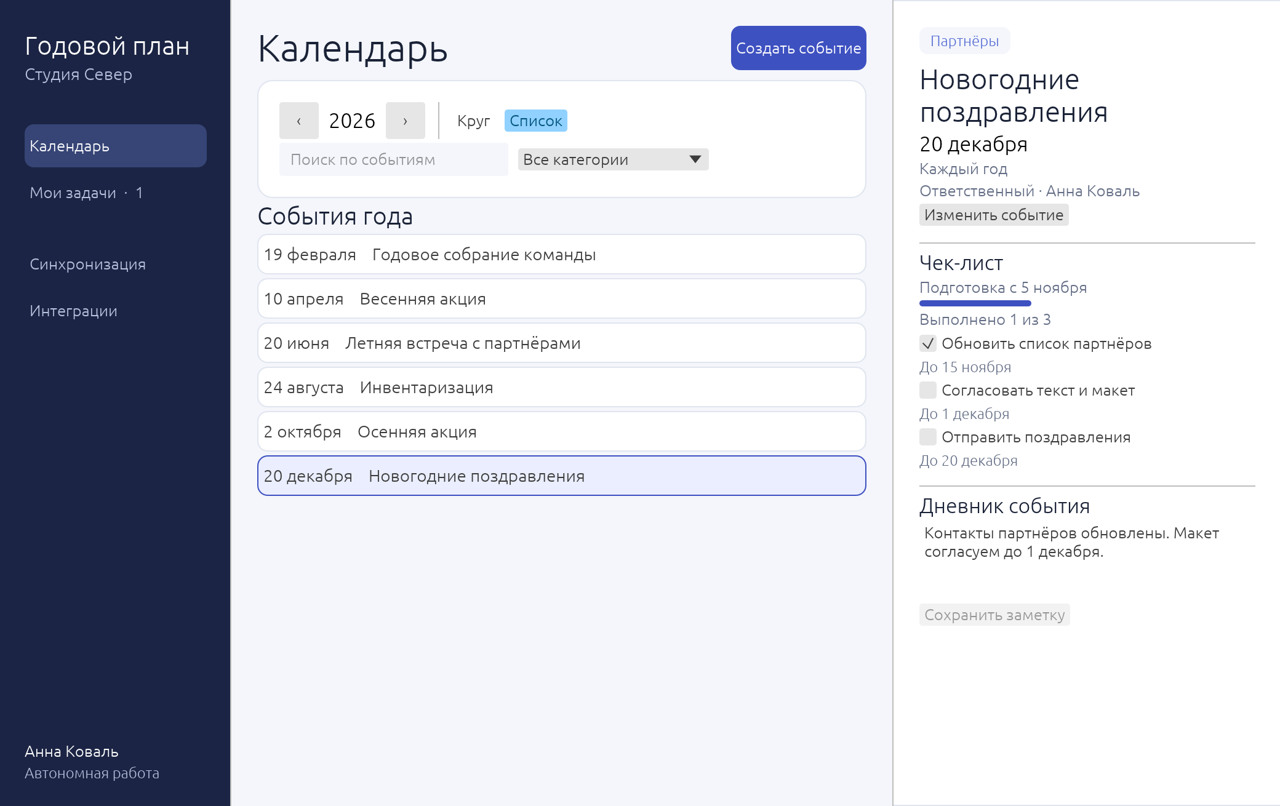 Годовой план
Студия Север
Календарь
Мои задачи · 1
Синхронизация
Интеграции
Анна Коваль
Автономная работа
Календарь
Создать событие
‹ 2026 › Круг Список
Поиск по событиям Все категории
События года
19 февраля Годовое собрание команды
10 апреля Весенняя акция
20 июня Летняя встреча с партнёрами
24 августа Инвентаризация
2 октября Осенняя акция
20 декабря Новогодние поздравления
Партнёры
Новогодние
поздравления
20 декабря
Каждый год
Ответственный · Анна Коваль
Изменить событие
Чек-лист
Подготовка с 5 ноября
Выполнено 1 из 3
Обновить список партнёров
До 15 ноября
Согласовать текст и макет
До 1 декабря
Отправить поздравления
До 20 декабря
Дневник события
Контакты партнёров обновлены. Макет
согласуем до 1 декабря.
Сохранить заметку